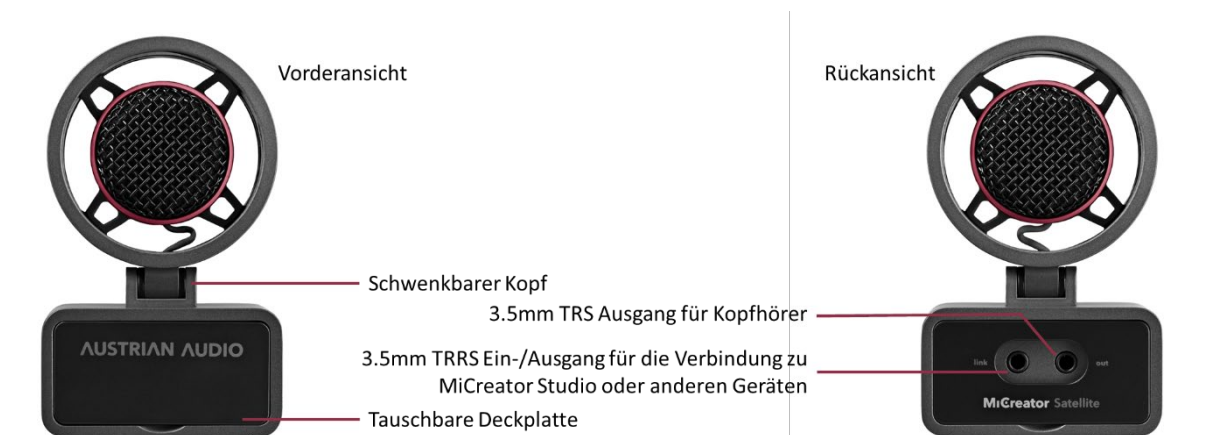 Vorderansicht
Rückansicht
Schwenkbarer Kopf
3.5mm TRS Ausgang für Kopfhörer
AUSTRIAN AUDIO
3.5mm TRRS Ein-/Ausgang für die Verbindung zu
MiCreator Studio oder anderen Geräten
link
out
MiCreator Satellite
Tauschbare Deckplatte